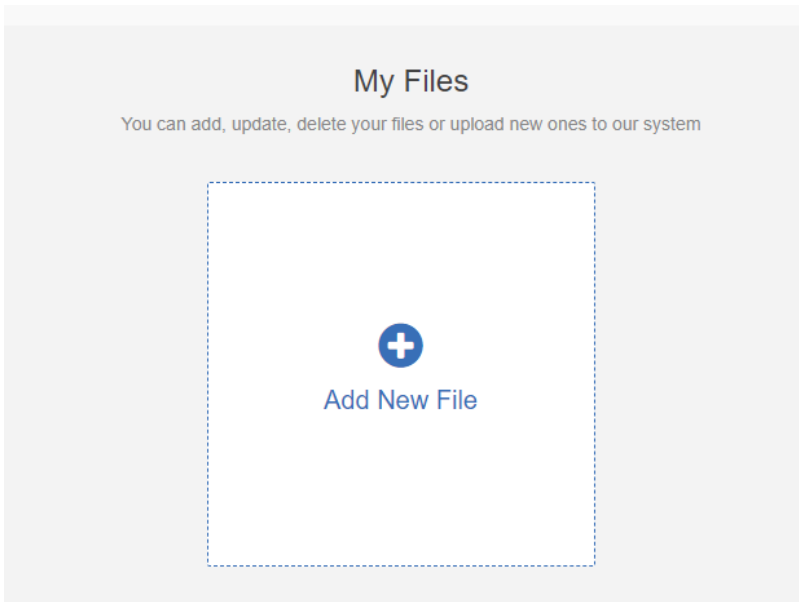 My Files
You can add, update, delete your files or upload new ones to our system
Add New File